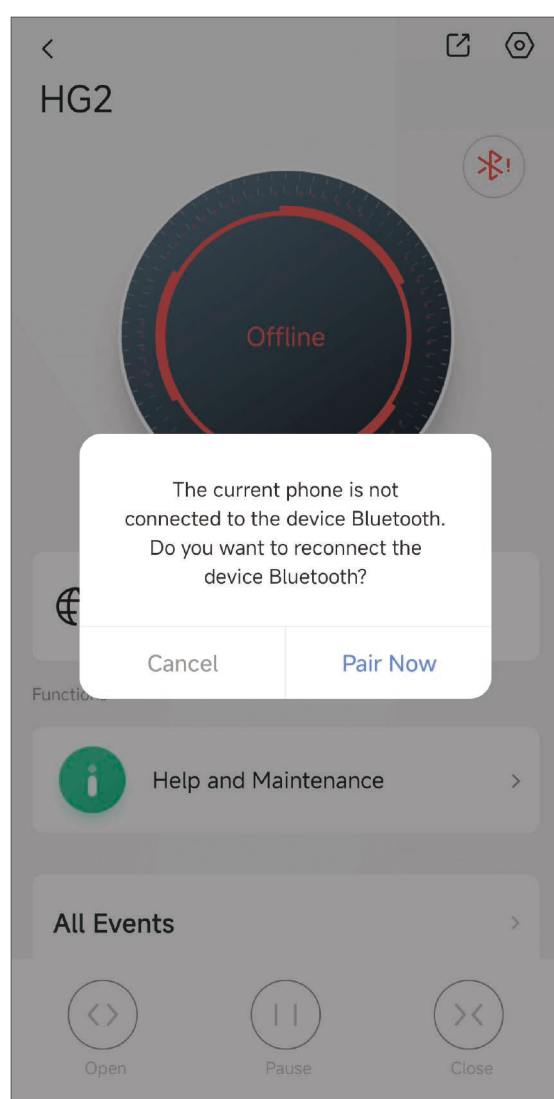 HG2
Offline
The current phone is not
connected to the device Bluetooth.
Do you want to reconnect the
device Bluetooth?
Cancel
Pair Now
Help and Maintenance
All Events
Open
Pause
Close